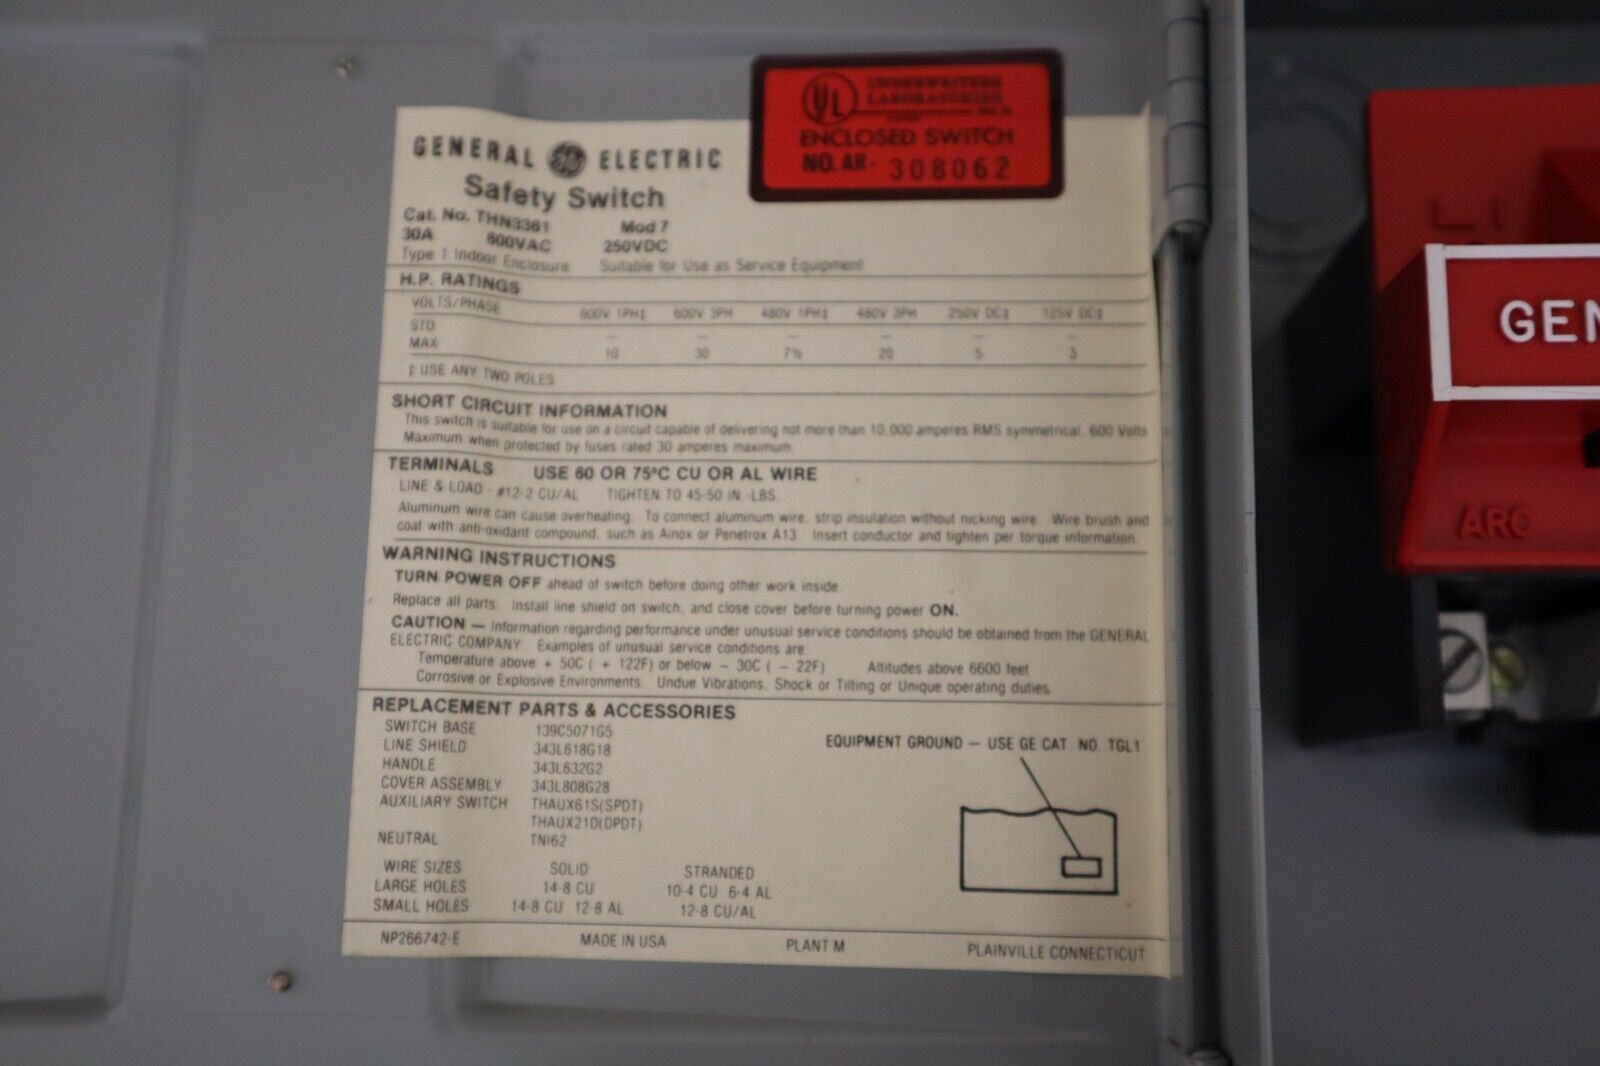 UL UNDERWRITERS
LABORATORIES
ENCLOSED SWITCH
NO. AR- 308062
GENERAL GE ELECTRIC
Safety Switch
Cat. No. THN3361 Mod 7
30A 600VAC 250VDC
Type 1 Indoor Enclosure Suitable for Use as Service Equipment
H.P. RATINGS
VOLTS/PHASE 600V 1PH‡ 600V 3PH 480V 1PH‡ 480V 3PH 250V DC‡ 125V DC‡
STD — — — — — —
MAX 10 30 7½ 20 5 3
‡ USE ANY TWO POLES
SHORT CIRCUIT INFORMATION
This switch is suitable for use on a circuit capable of delivering not more than 10,000 amperes RMS symmetrical, 600 Volts
Maximum when protected by fuses rated 30 amperes maximum.
TERMINALS USE 60 OR 75°C CU OR AL WIRE
LINE & LOAD - #12-2 CU/AL TIGHTEN TO 45-50 IN.-LBS.
Aluminum wire can cause overheating. To connect aluminum wire, strip insulation without nicking wire. Wire brush and
coat with anti-oxidant compound, such as Alnox or Penetrox A13. Insert conductor and tighten per torque information.
WARNING INSTRUCTIONS
TURN POWER OFF ahead of switch before doing other work inside.
Replace all parts. Install line shield on switch, and close cover before turning power ON.
CAUTION — Information regarding performance under unusual service conditions should be obtained from the GENERAL
ELECTRIC COMPANY. Examples of unusual service conditions are:
Temperature above + 50C ( + 122F) or below - 30C ( - 22F) Altitudes above 6600 feet
Corrosive or Explosive Environments. Undue Vibrations, Shock or Tilting or Unique operating duties.
REPLACEMENT PARTS & ACCESSORIES
SWITCH BASE 139C5071G5
LINE SHIELD 343L618G18
HANDLE 343L632G2
COVER ASSEMBLY 343L808G28
AUXILIARY SWITCH THAUX61S(SPDT)
THAUX21D(DPDT)
NEUTRAL TNI62
EQUIPMENT GROUND — USE GE CAT. NO. TGL1
WIRE SIZES SOLID STRANDED
LARGE HOLES 14-8 CU 10-4 CU 6-4 AL
SMALL HOLES 14-8 CU 12-8 AL 12-8 CU/AL
NP266742-E MADE IN USA PLANT M PLAINVILLE CONNECTICUT
L1
GEN
ARC